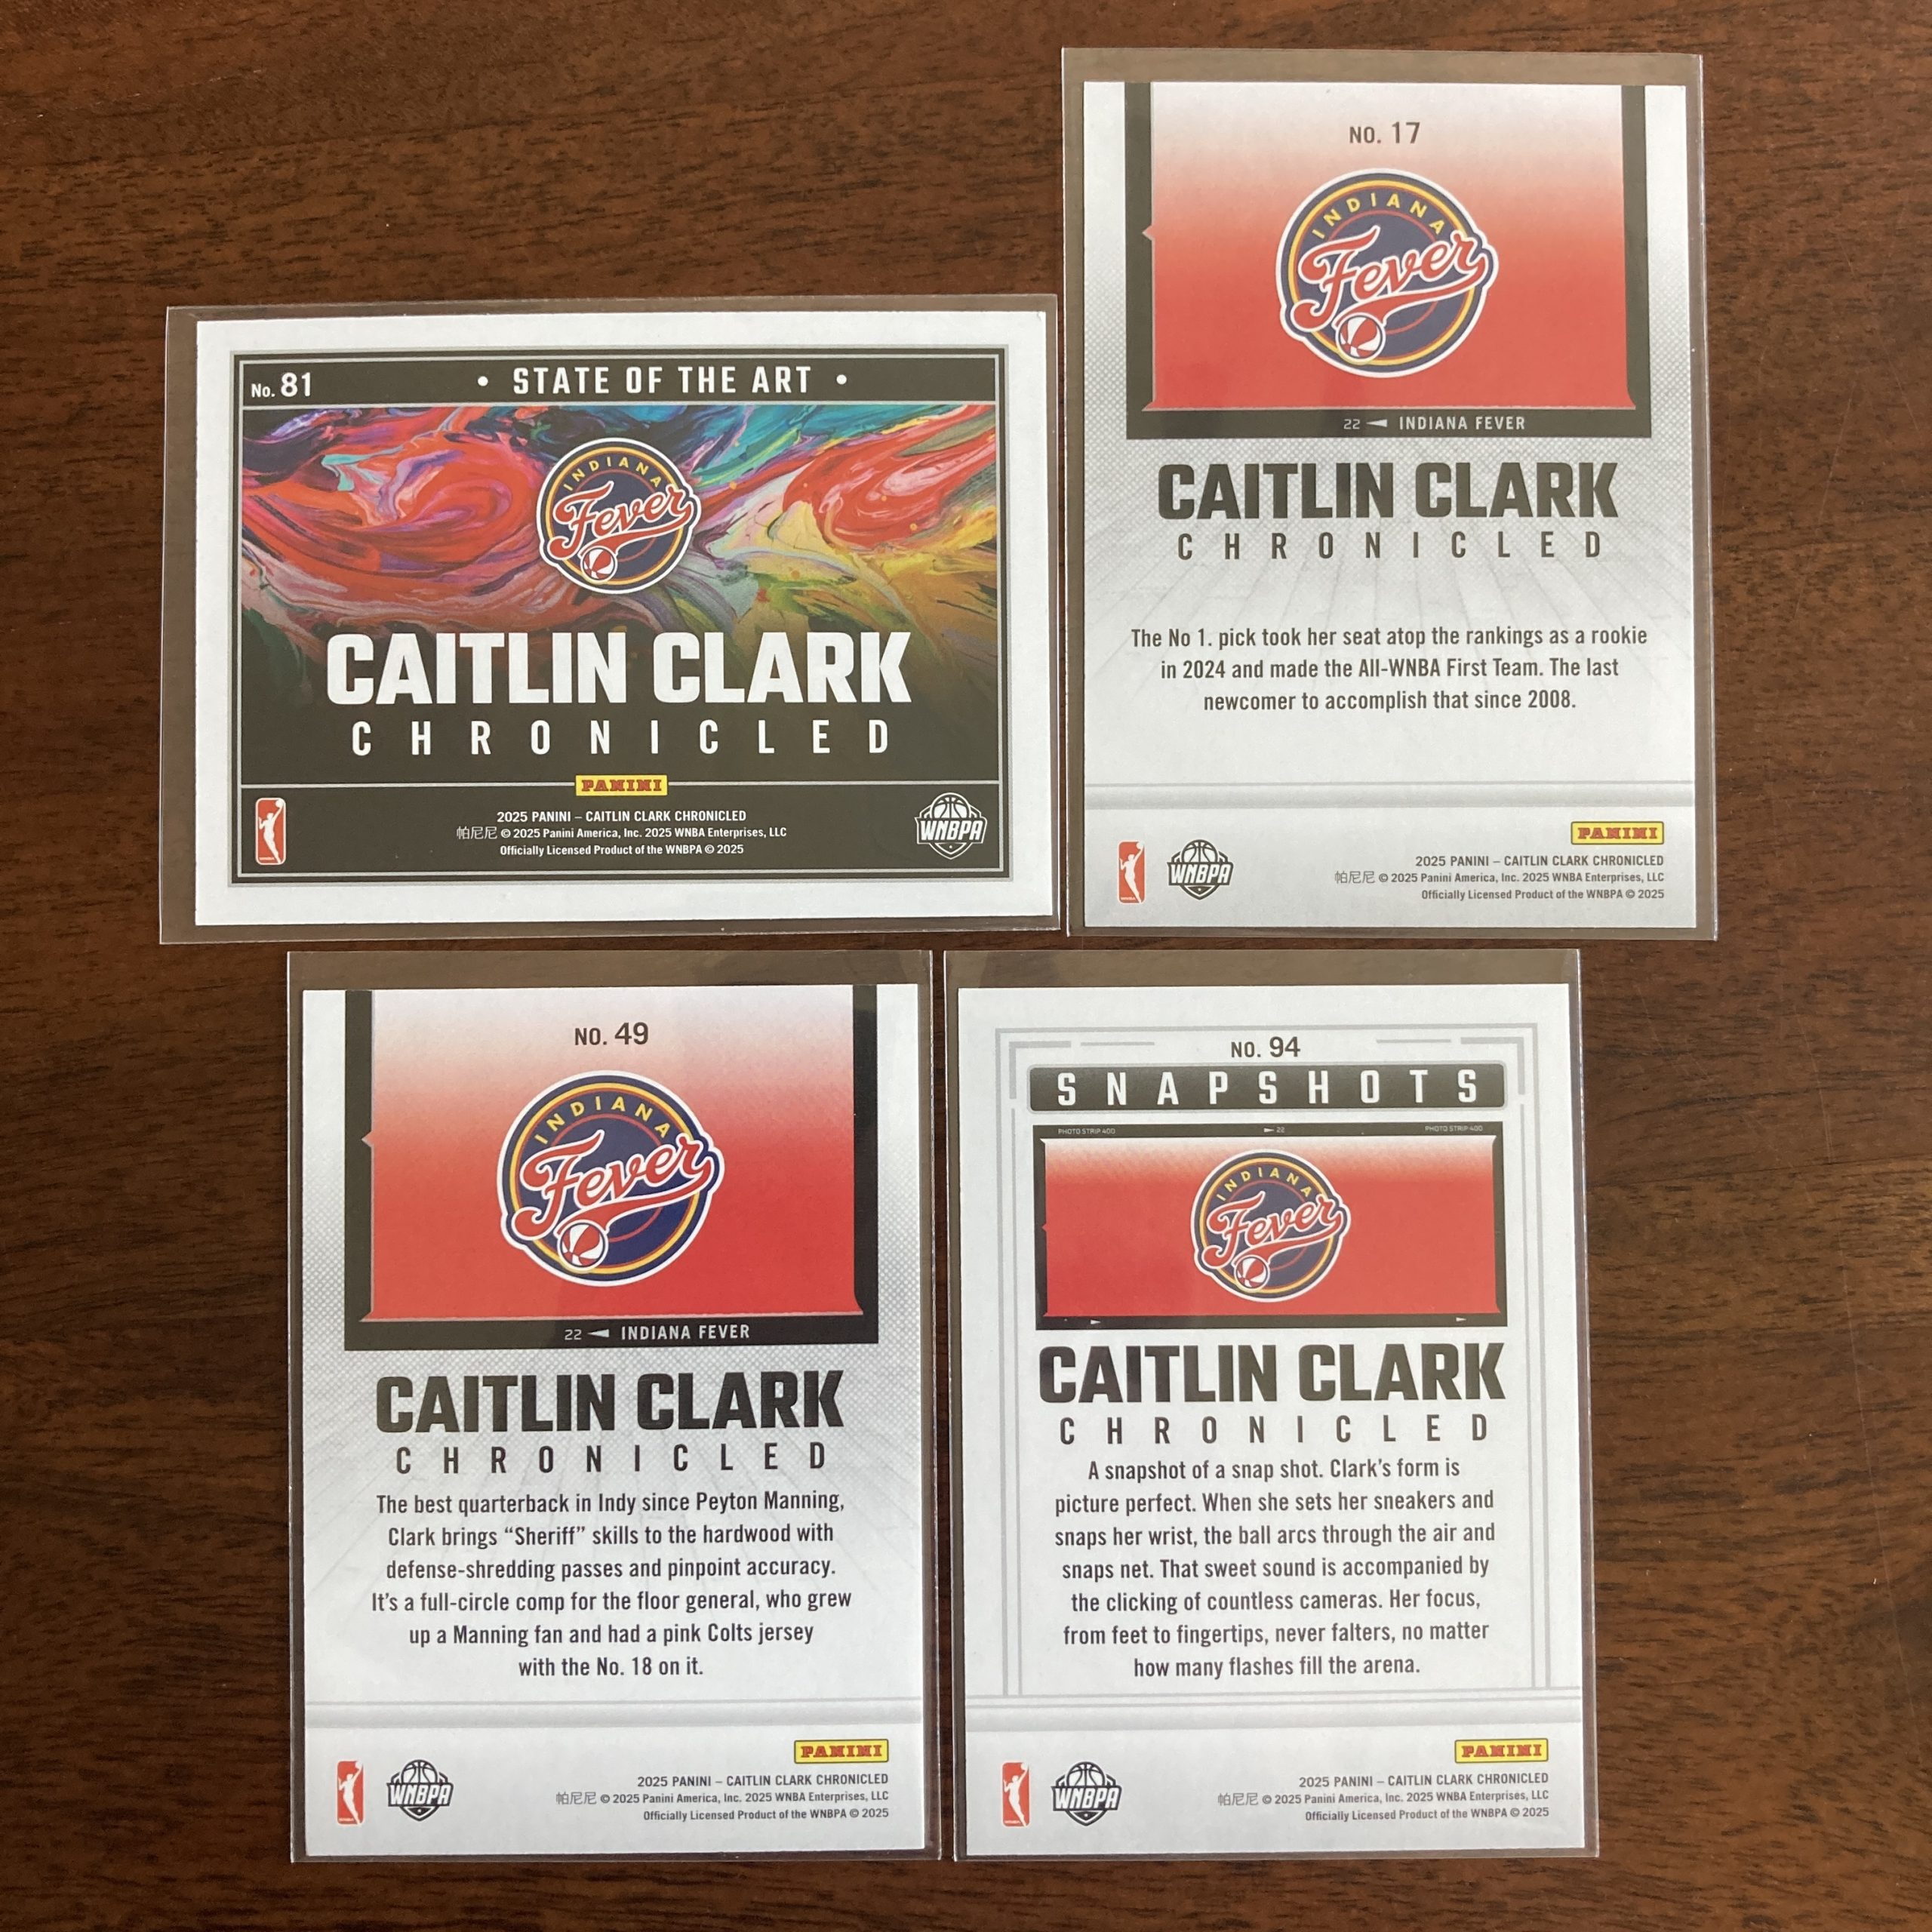 No. 81
• STATE OF THE ART •
INDIANA
Fever
CAITLIN CLARK
CHRONICLED
PANINI
2025 PANINI – CAITLIN CLARK CHRONICLED
帕尼尼 © 2025 Panini America, Inc. 2025 WNBA Enterprises, LLC
Officially Licensed Product of the WNBPA © 2025
WNBPA
NO. 17
INDIANA
Fever
22 INDIANA FEVER
CAITLIN CLARK
CHRONICLED
The No 1. pick took her seat atop the rankings as a rookie
in 2024 and made the All-WNBA First Team. The last
newcomer to accomplish that since 2008.
PANINI
WNBPA
2025 PANINI – CAITLIN CLARK CHRONICLED
帕尼尼 © 2025 Panini America, Inc. 2025 WNBA Enterprises, LLC
Officially Licensed Product of the WNBPA © 2025
NO. 49
INDIANA
Fever
22 INDIANA FEVER
CAITLIN CLARK
CHRONICLED
The best quarterback in Indy since Peyton Manning,
Clark brings “Sheriff” skills to the hardwood with
defense-shredding passes and pinpoint accuracy.
It’s a full-circle comp for the floor general, who grew
up a Manning fan and had a pink Colts jersey
with the No. 18 on it.
PANINI
WNBPA
2025 PANINI – CAITLIN CLARK CHRONICLED
帕尼尼 © 2025 Panini America, Inc. 2025 WNBA Enterprises, LLC
Officially Licensed Product of the WNBPA © 2025
NO. 94
SNAPSHOTS
PHOTO STRIP 400 22 PHOTO STRIP 400
INDIANA
Fever
CAITLIN CLARK
CHRONICLED
A snapshot of a snap shot. Clark’s form is
picture perfect. When she sets her sneakers and
snaps her wrist, the ball arcs through the air and
snaps net. That sweet sound is accompanied by
the clicking of countless cameras. Her focus,
from feet to fingertips, never falters, no matter
how many flashes fill the arena.
PANINI
WNBPA
2025 PANINI – CAITLIN CLARK CHRONICLED
帕尼尼 © 2025 Panini America, Inc. 2025 WNBA Enterprises, LLC
Officially Licensed Product of the WNBPA © 2025